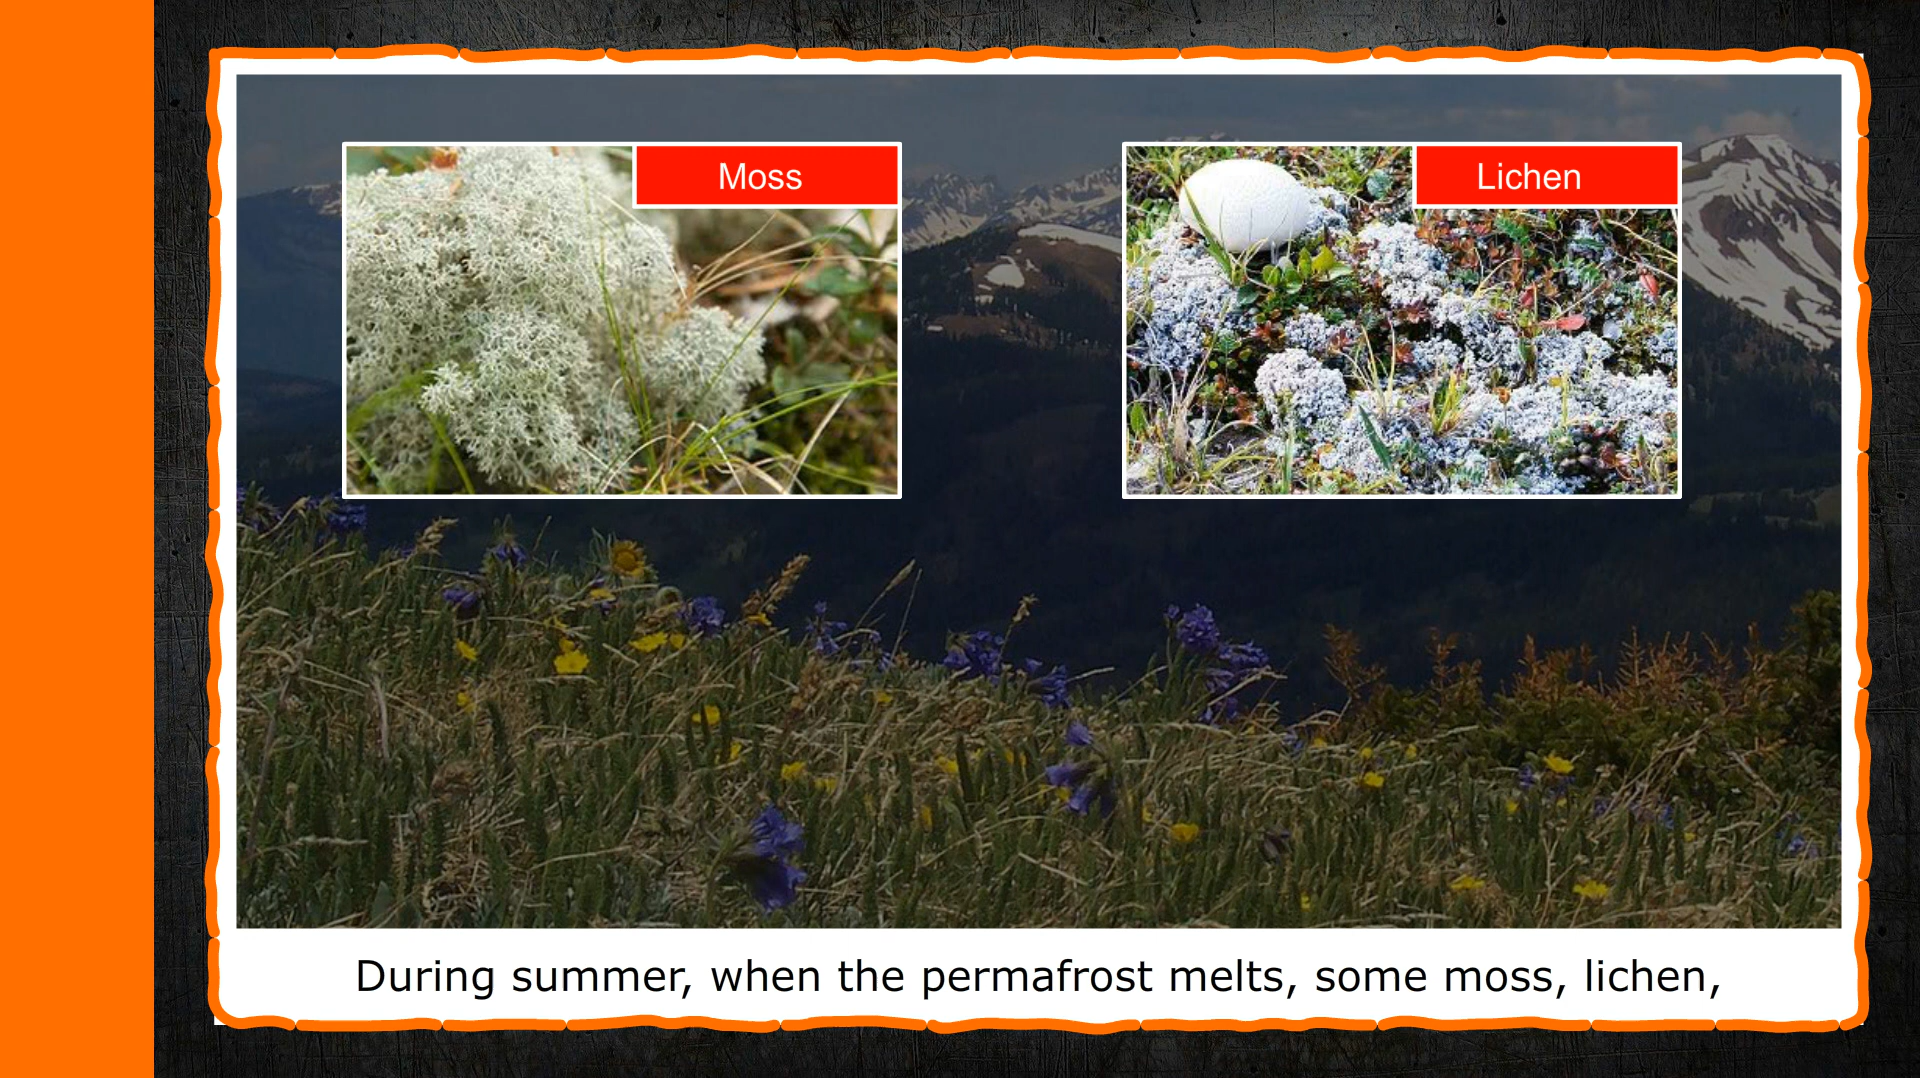 Moss
Lichen
During summer, when the permafrost melts, some moss, lichen,